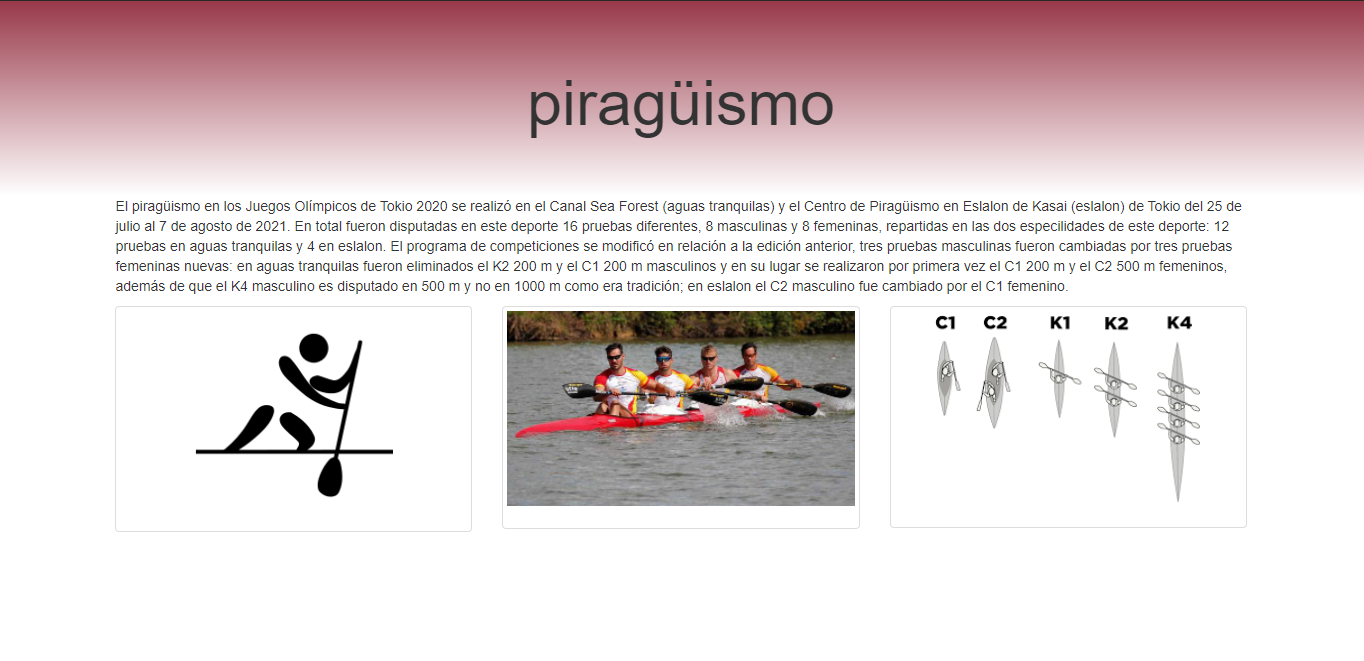 piragüismo
El piragüismo en los Juegos Olímpicos de Tokio 2020 se realizó en el Canal Sea Forest (aguas tranquilas) y el Centro de Piragüismo en Eslalon de Kasai (eslalon) de Tokio del 25 de
julio al 7 de agosto de 2021. En total fueron disputadas en este deporte 16 pruebas diferentes, 8 masculinas y 8 femeninas, repartidas en las dos especilidades de este deporte: 12
pruebas en aguas tranquilas y 4 en eslalon. El programa de competiciones se modificó en relación a la edición anterior, tres pruebas masculinas fueron cambiadas por tres pruebas
femeninas nuevas: en aguas tranquilas fueron eliminados el K2 200 m y el C1 200 m masculinos y en su lugar se realizaron por primera vez el C1 200 m y el C2 500 m femeninos,
además de que el K4 masculino es disputado en 500 m y no en 1000 m como era tradición; en eslalon el C2 masculino fue cambiado por el C1 femenino.
C1 C2 K1 K2 K4